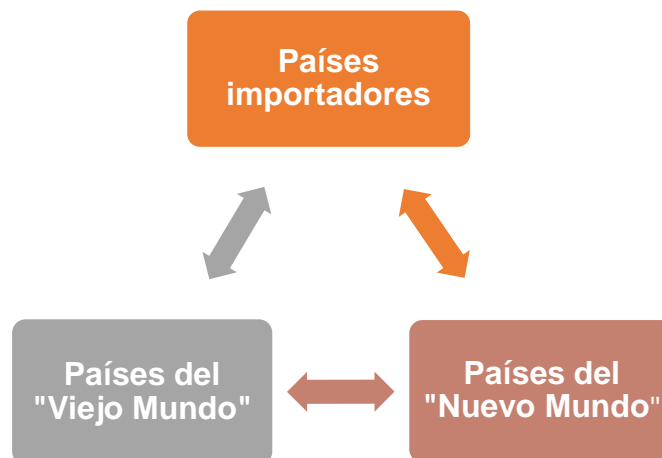 Países
importadores
Países del
"Viejo Mundo"
Países del
"Nuevo Mundo"